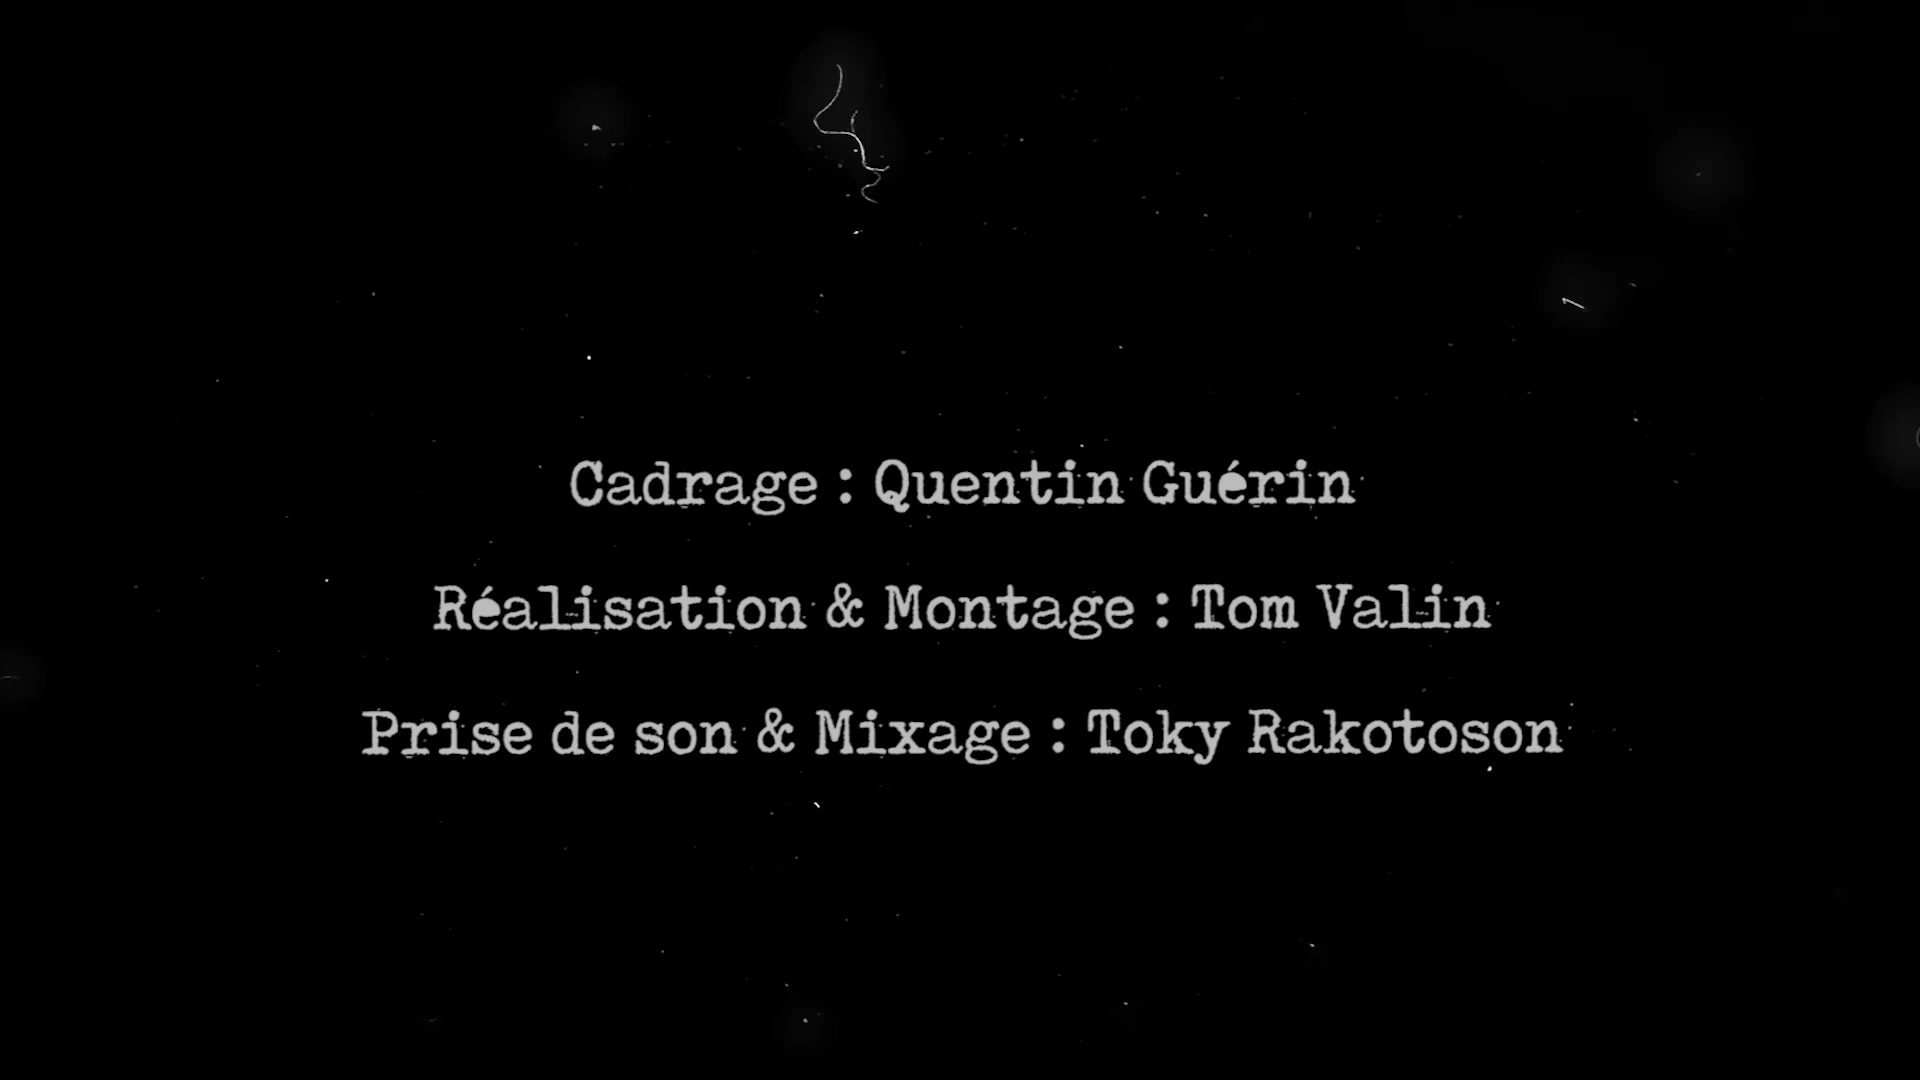 Cadrage : Quentin Guérin
Réalisation & Montage : Tom Valin
Prise de son & Mixage : Toky Rakotoson